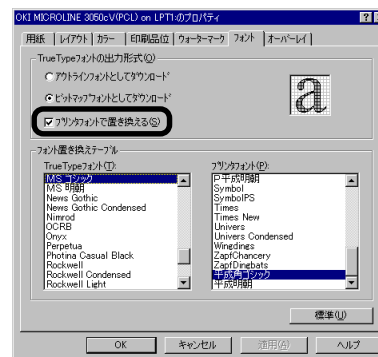 OKI MICROLINE 3050cV(PCL) on LPT1:のプロパティ
用紙 レイアウト カラー 印刷品位 ウォーターマーク フォント オーバーレイ
TrueTypeフォントの出力形式(O)
アウトラインフォントとしてダウンロード
ビットマップフォントとしてダウンロード
プリンタフォントで置き換える(S)
a
フォント置き換えテーブル
TrueTypeフォント(T):
MS ゴシック
MS 明朝
News Gothic
News Gothic Condensed
Nimrod
OCRB
Onyx
Perpetua
Photina Casual Black
Rockwell
Rockwell Condensed
Rockwell Light
プリンタフォント(P):
P平成明朝
Symbol
SymbolPS
Times
Times New
Univers
Univers Condensed
Wingdings
ZapfChancery
ZapfDingbats
平成角ゴシック
平成明朝
標準(U)
OK キャンセル 適用(A) ヘルプ